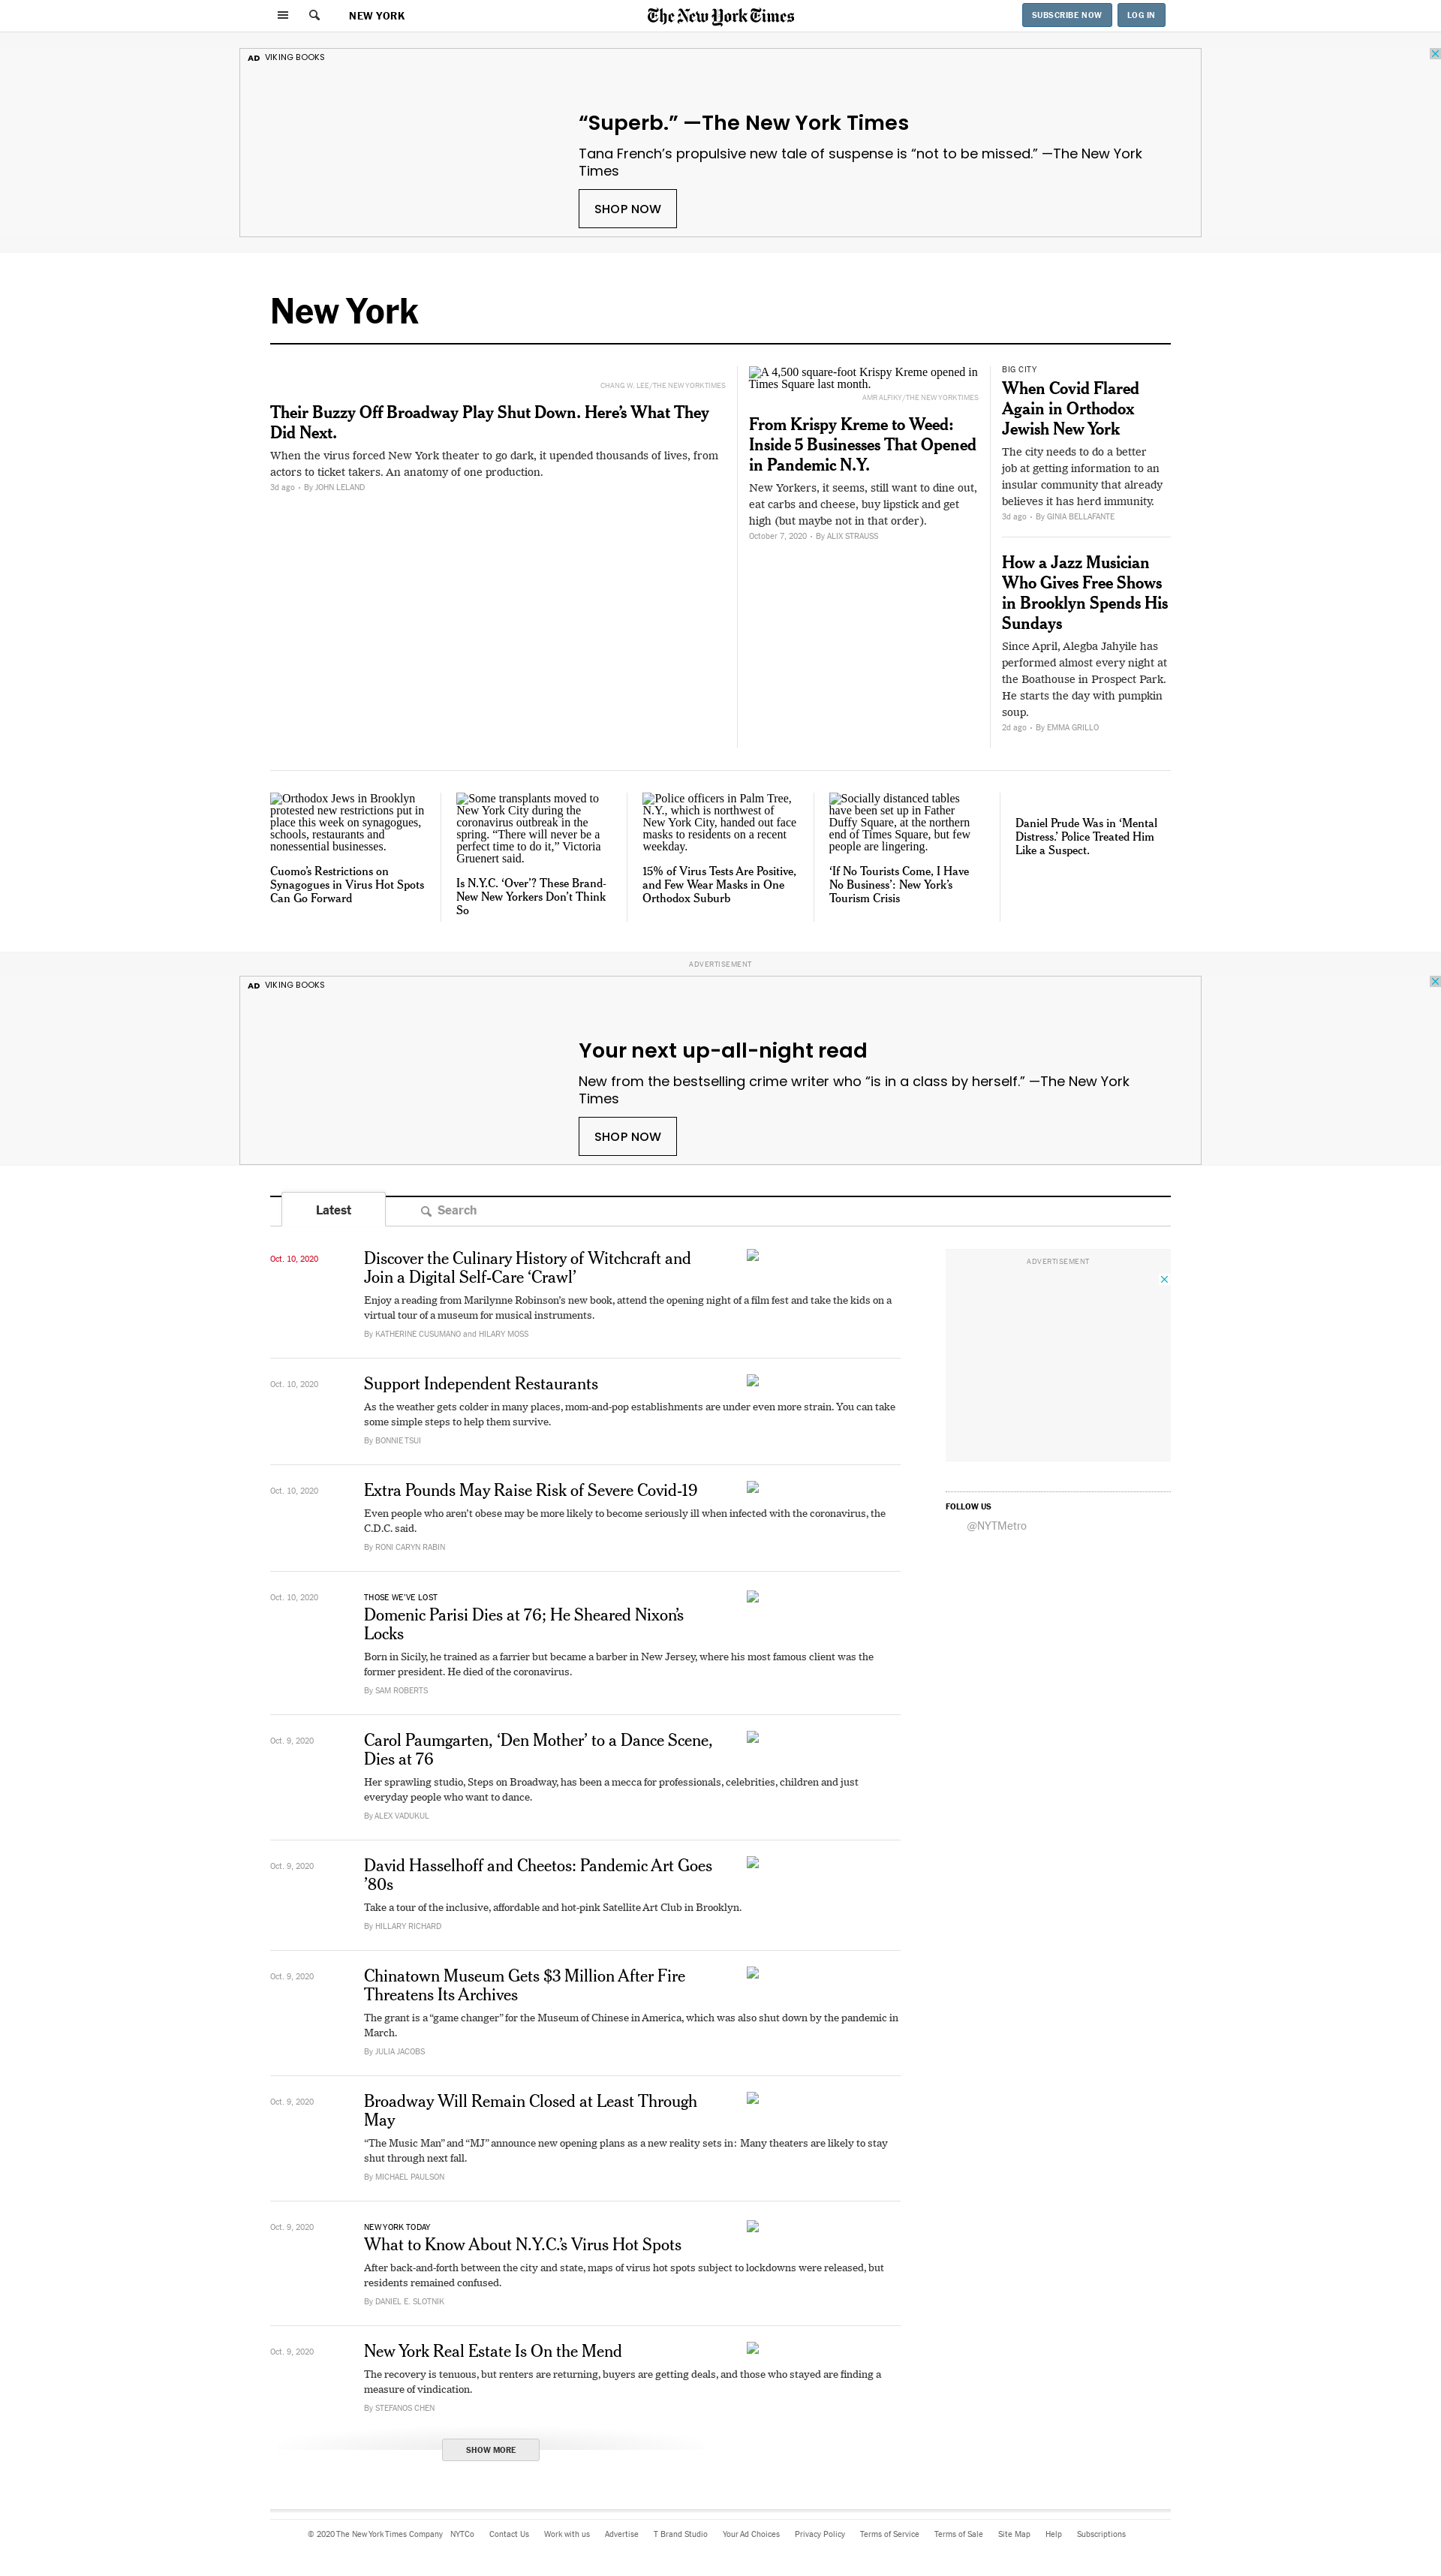 NEW YORK
The New York Times
SUBSCRIBE NOW
LOG IN
AD VIKING BOOKS
“Superb.” —The New York Times
Tana French’s propulsive new tale of suspense is “not to be missed.” —The New York
Times
SHOP NOW
New York
CHANG W. LEE/THE NEW YORK TIMES
Their Buzzy Off Broadway Play Shut Down. Here’s What They
Did Next.
When the virus forced New York theater to go dark, it upended thousands of lives, from
actors to ticket takers. An anatomy of one production.
3d ago · By JOHN LELAND
A 4,500 square-foot Krispy Kreme opened in
Times Square last month.
AMR ALFIKY/THE NEW YORK TIMES
From Krispy Kreme to Weed:
Inside 5 Businesses That Opened
in Pandemic N.Y.
New Yorkers, it seems, still want to dine out,
eat carbs and cheese, buy lipstick and get
high (but maybe not in that order).
October 7, 2020 · By ALIX STRAUSS
BIG CITY
When Covid Flared
Again in Orthodox
Jewish New York
The city needs to do a better
job at getting information to an
insular community that already
believes it has herd immunity.
3d ago · By GINIA BELLAFANTE
How a Jazz Musician
Who Gives Free Shows
in Brooklyn Spends His
Sundays
Since April, Alegba Jahyile has
performed almost every night at
the Boathouse in Prospect Park.
He starts the day with pumpkin
soup.
2d ago · By EMMA GRILLO
Orthodox Jews in Brooklyn
protested new restrictions put in
place this week on synagogues,
schools, restaurants and
nonessential businesses.
Cuomo’s Restrictions on
Synagogues in Virus Hot Spots
Can Go Forward
Some transplants moved to
New York City during the
coronavirus outbreak in the
spring. “There will never be a
perfect time to do it,” Victoria
Gruenert said.
Is N.Y.C. ‘Over’? These Brand-
New New Yorkers Don’t Think
So
Police officers in Palm Tree,
N.Y., which is northwest of
New York City, handed out face
masks to residents on a recent
weekday.
15% of Virus Tests Are Positive,
and Few Wear Masks in One
Orthodox Suburb
Socially distanced tables
have been set up in Father
Duffy Square, at the northern
end of Times Square, but few
people are lingering.
‘If No Tourists Come, I Have
No Business’: New York’s
Tourism Crisis
Daniel Prude Was in ‘Mental
Distress.’ Police Treated Him
Like a Suspect.
ADVERTISEMENT
AD VIKING BOOKS
Your next up-all-night read
New from the bestselling crime writer who “is in a class by herself.” —The New York
Times
SHOP NOW
Latest
Search
Oct. 10, 2020
Discover the Culinary History of Witchcraft and
Join a Digital Self-Care ‘Crawl’
Enjoy a reading from Marilynne Robinson’s new book, attend the opening night of a film fest and take the kids on a
virtual tour of a museum for musical instruments.
By KATHERINE CUSUMANO and HILARY MOSS
Oct. 10, 2020
Support Independent Restaurants
As the weather gets colder in many places, mom-and-pop establishments are under even more strain. You can take
some simple steps to help them survive.
By BONNIE TSUI
Oct. 10, 2020
Extra Pounds May Raise Risk of Severe Covid-19
Even people who aren’t obese may be more likely to become seriously ill when infected with the coronavirus, the
C.D.C. said.
By RONI CARYN RABIN
Oct. 10, 2020
THOSE WE’VE LOST
Domenic Parisi Dies at 76; He Sheared Nixon’s
Locks
Born in Sicily, he trained as a farrier but became a barber in New Jersey, where his most famous client was the
former president. He died of the coronavirus.
By SAM ROBERTS
Oct. 9, 2020
Carol Paumgarten, ‘Den Mother’ to a Dance Scene,
Dies at 76
Her sprawling studio, Steps on Broadway, has been a mecca for professionals, celebrities, children and just
everyday people who want to dance.
By ALEX VADUKUL
Oct. 9, 2020
David Hasselhoff and Cheetos: Pandemic Art Goes
’80s
Take a tour of the inclusive, affordable and hot-pink Satellite Art Club in Brooklyn.
By HILLARY RICHARD
Oct. 9, 2020
Chinatown Museum Gets $3 Million After Fire
Threatens Its Archives
The grant is a “game changer” for the Museum of Chinese in America, which was also shut down by the pandemic in
March.
By JULIA JACOBS
Oct. 9, 2020
Broadway Will Remain Closed at Least Through
May
“The Music Man” and “MJ” announce new opening plans as a new reality sets in: Many theaters are likely to stay
shut through next fall.
By MICHAEL PAULSON
Oct. 9, 2020
NEW YORK TODAY
What to Know About N.Y.C.’s Virus Hot Spots
After back-and-forth between the city and state, maps of virus hot spots subject to lockdowns were released, but
residents remained confused.
By DANIEL E. SLOTNIK
Oct. 9, 2020
New York Real Estate Is On the Mend
The recovery is tenuous, but renters are returning, buyers are getting deals, and those who stayed are finding a
measure of vindication.
By STEFANOS CHEN
SHOW MORE
ADVERTISEMENT
FOLLOW US
@NYTMetro
© 2020 The New York Times Company NYTCo Contact Us Work with us Advertise T Brand Studio Your Ad Choices Privacy Policy Terms of Service Terms of Sale Site Map Help Subscriptions